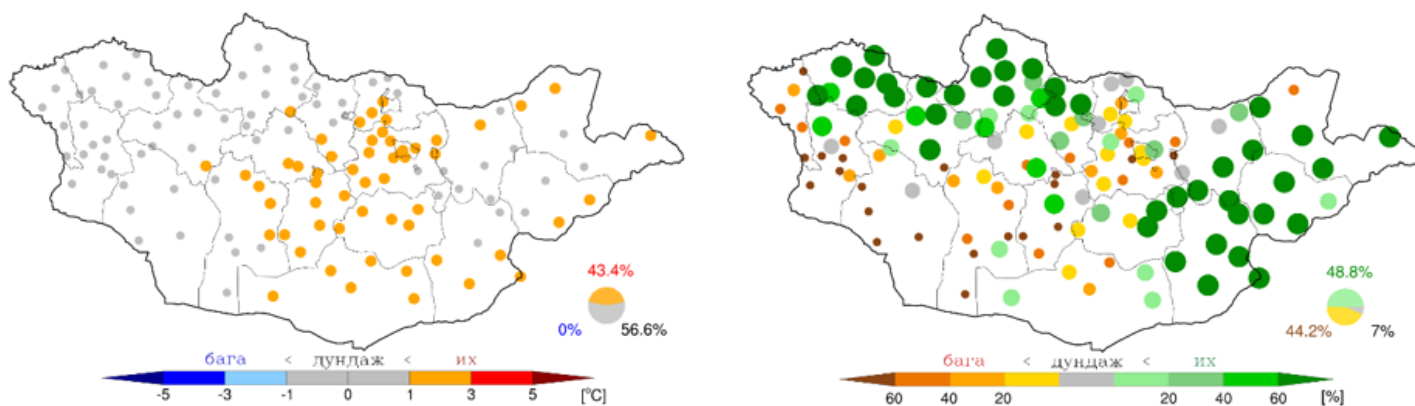 43.4%
0%
56.6%
бага < дундаж < их
-5 -3 -1 0 1 3 5 [°C]
48.8%
44.2%
7%
бага < дундаж < их
60 40 20 20 40 60 [%]